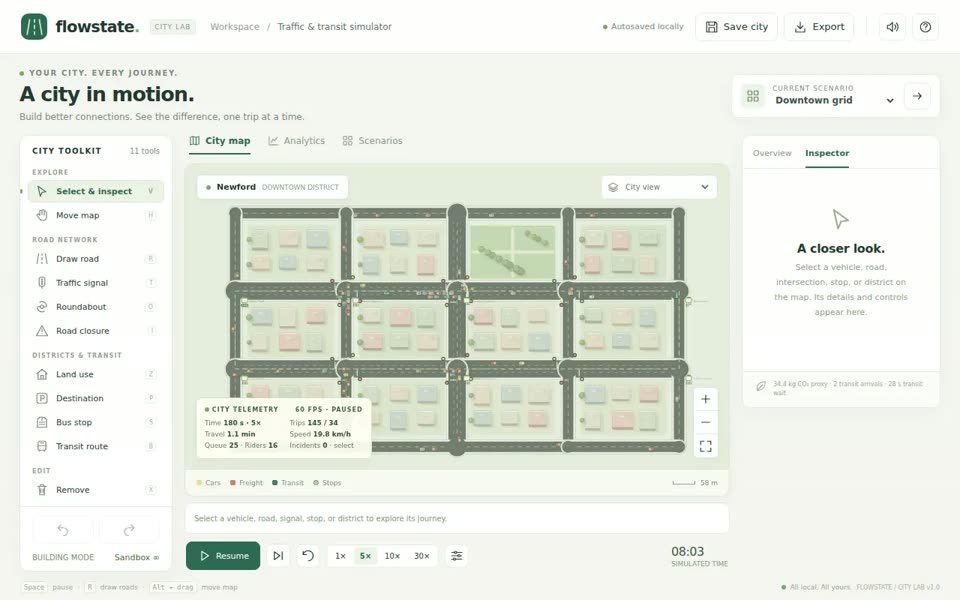 flowstate.
CITY LAB
Workspace / Traffic & transit simulator
Autosaved locally
Save city
Export
YOUR CITY. EVERY JOURNEY.
A city in motion.
Build better connections. See the difference, one trip at a time.
CURRENT SCENARIO
Downtown grid
CITY TOOLKIT 11 tools
EXPLORE
Select & inspect V
Move map H
ROAD NETWORK
Draw road R
Traffic signal T
Roundabout O
Road closure I
DISTRICTS & TRANSIT
Land use Z
Destination P
Bus stop S
Transit route B
EDIT
Remove X
BUILDING MODE Sandbox ∞
City map Analytics Scenarios
Newford DOWNTOWN DISTRICT
City view
CITY TELEMETRY 60 FPS · PAUSED
Time 180 s · 5× Trips 145 / 34
Travel 1.1 min Speed 19.8 km/h
Queue 25 · Riders 16 Incidents 0 · select
Cars Freight Transit Stops
58 m
Select a vehicle, road, signal, stop, or district to explore its journey.
Resume
1× 5× 10× 30×
08:03
SIMULATED TIME
Overview Inspector
A closer look.
Select a vehicle, road,
intersection, stop, or district on
the map. Its details and controls
appear here.
34.4 kg CO₂ proxy · 2 transit arrivals · 28 s transit
wait
Space pause · R draw roads · Alt + drag move map
All local. All yours. FLOWSTATE / CITY LAB v1.0